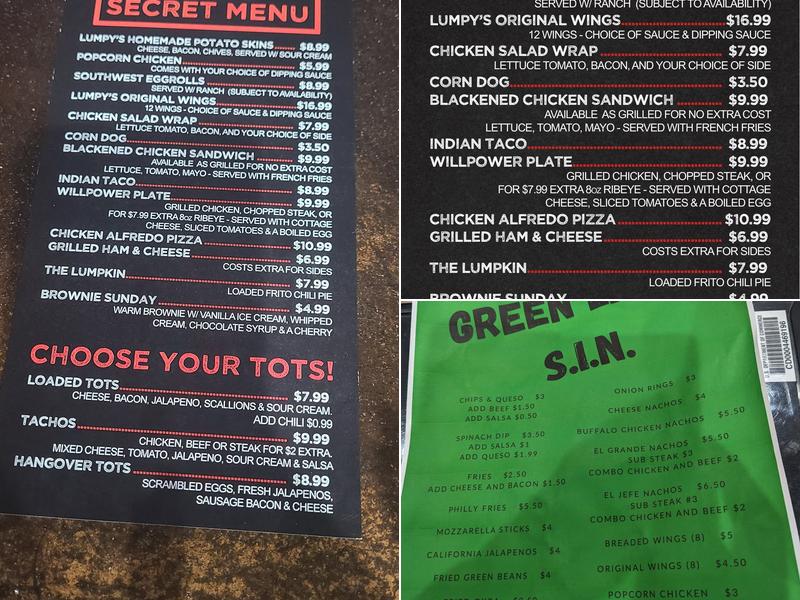 SECRET MENU
LUMPY'S HOMEMADE POTATO SKINS $8.99
CHEESE, BACON, CHIVES, SERVED W/ SOUR CREAM
POPCORN CHICKEN $5.99
COMES WITH YOUR CHOICE OF DIPPING SAUCE
SOUTHWEST EGGROLLS $8.99
SERVED W/ RANCH (SUBJECT TO AVAILABILITY)
LUMPY'S ORIGINAL WINGS $16.99
12 WINGS - CHOICE OF SAUCE & DIPPING SAUCE
CHICKEN SALAD WRAP $7.99
LETTUCE TOMATO, BACON, AND YOUR CHOICE OF SIDE
CORN DOG $3.50
BLACKENED CHICKEN SANDWICH $9.99
AVAILABLE AS GRILLED FOR NO EXTRA COST
LETTUCE, TOMATO, MAYO - SERVED WITH FRENCH FRIES
INDIAN TACO $8.99
WILLPOWER PLATE $9.99
GRILLED CHICKEN, CHOPPED STEAK, OR
FOR $7.99 EXTRA 8oz RIBEYE - SERVED W/ COTTAGE
CHEESE, SLICED TOMATOES & A BOILED EGG
CHICKEN ALFREDO PIZZA $10.99
GRILLED HAM & CHEESE $6.99
COSTS EXTRA FOR SIDES
THE LUMPKIN $7.99
LOADED FRITO CHILI PIE
BROWNIE SUNDAY $4.99
WARM BROWNIE W/ VANILLA ICE CREAM, WHIPPED
CREAM, CHOCOLATE SYRUP & A CHERRY
CHOOSE YOUR TOTS!
LOADED TOTS $7.99
CHEESE, BACON, JALAPENO, SCALLIONS & SOUR CREAM.
ADD CHILI $0.99
TACHOS $9.99
CHICKEN, BEEF OR STEAK FOR $2 EXTRA.
MIXED CHEESE, TOMATO, JALAPENO, SOUR CREAM & SALSA
HANGOVER TOTS $8.99
SCRAMBLED EGGS, FRESH JALAPENOS,
SAUSAGE BACON & CHEESE
SERVED W/ RANCH (SUBJECT TO AVAILABILITY)
LUMPY'S ORIGINAL WINGS $16.99
12 WINGS - CHOICE OF SAUCE & DIPPING SAUCE
CHICKEN SALAD WRAP $7.99
LETTUCE TOMATO, BACON, AND YOUR CHOICE OF SIDE
CORN DOG $3.50
BLACKENED CHICKEN SANDWICH $9.99
AVAILABLE AS GRILLED FOR NO EXTRA COST
LETTUCE, TOMATO, MAYO - SERVED WITH FRENCH FRIES
INDIAN TACO $8.99
WILLPOWER PLATE $9.99
GRILLED CHICKEN, CHOPPED STEAK, OR
FOR $7.99 EXTRA 8oz RIBEYE - SERVED WITH COTTAGE
CHEESE, SLICED TOMATOES & A BOILED EGG
CHICKEN ALFREDO PIZZA $10.99
GRILLED HAM & CHEESE $6.99
COSTS EXTRA FOR SIDES
THE LUMPKIN $7.99
LOADED FRITO CHILI PIE
BROWNIE SUNDAY $4.99
GREEN
S.I.N.
CHIPS & QUESO $3
ADD BEEF $1.50
ADD SALSA $0.50
SPINACH DIP $3.50
ADD SALSA $1
ADD QUESO $1.99
FRIES $2.50
ADD CHEESE AND BACON $1.50
PHILLY FRIES $5.50
MOZZARELLA STICKS $4
CALIFORNIA JALAPENOS $4
FRIED GREEN BEANS $4
ONION RINGS $3
CHEESE NACHOS $4
BUFFALO CHICKEN NACHOS $5.50
EL GRANDE NACHOS $5.50
SUB STEAK $3
COMBO CHICKEN AND BEEF $2
EL JEFE NACHOS $6.50
SUB STEAK #3
COMBO CHICKEN AND BEEF $2
BREADED WINGS (8) $5
ORIGINAL WINGS (8) $4.50
POPCORN CHICKEN $3
U.S. DEPARTMENT OF COMMERCE
CD0004469196